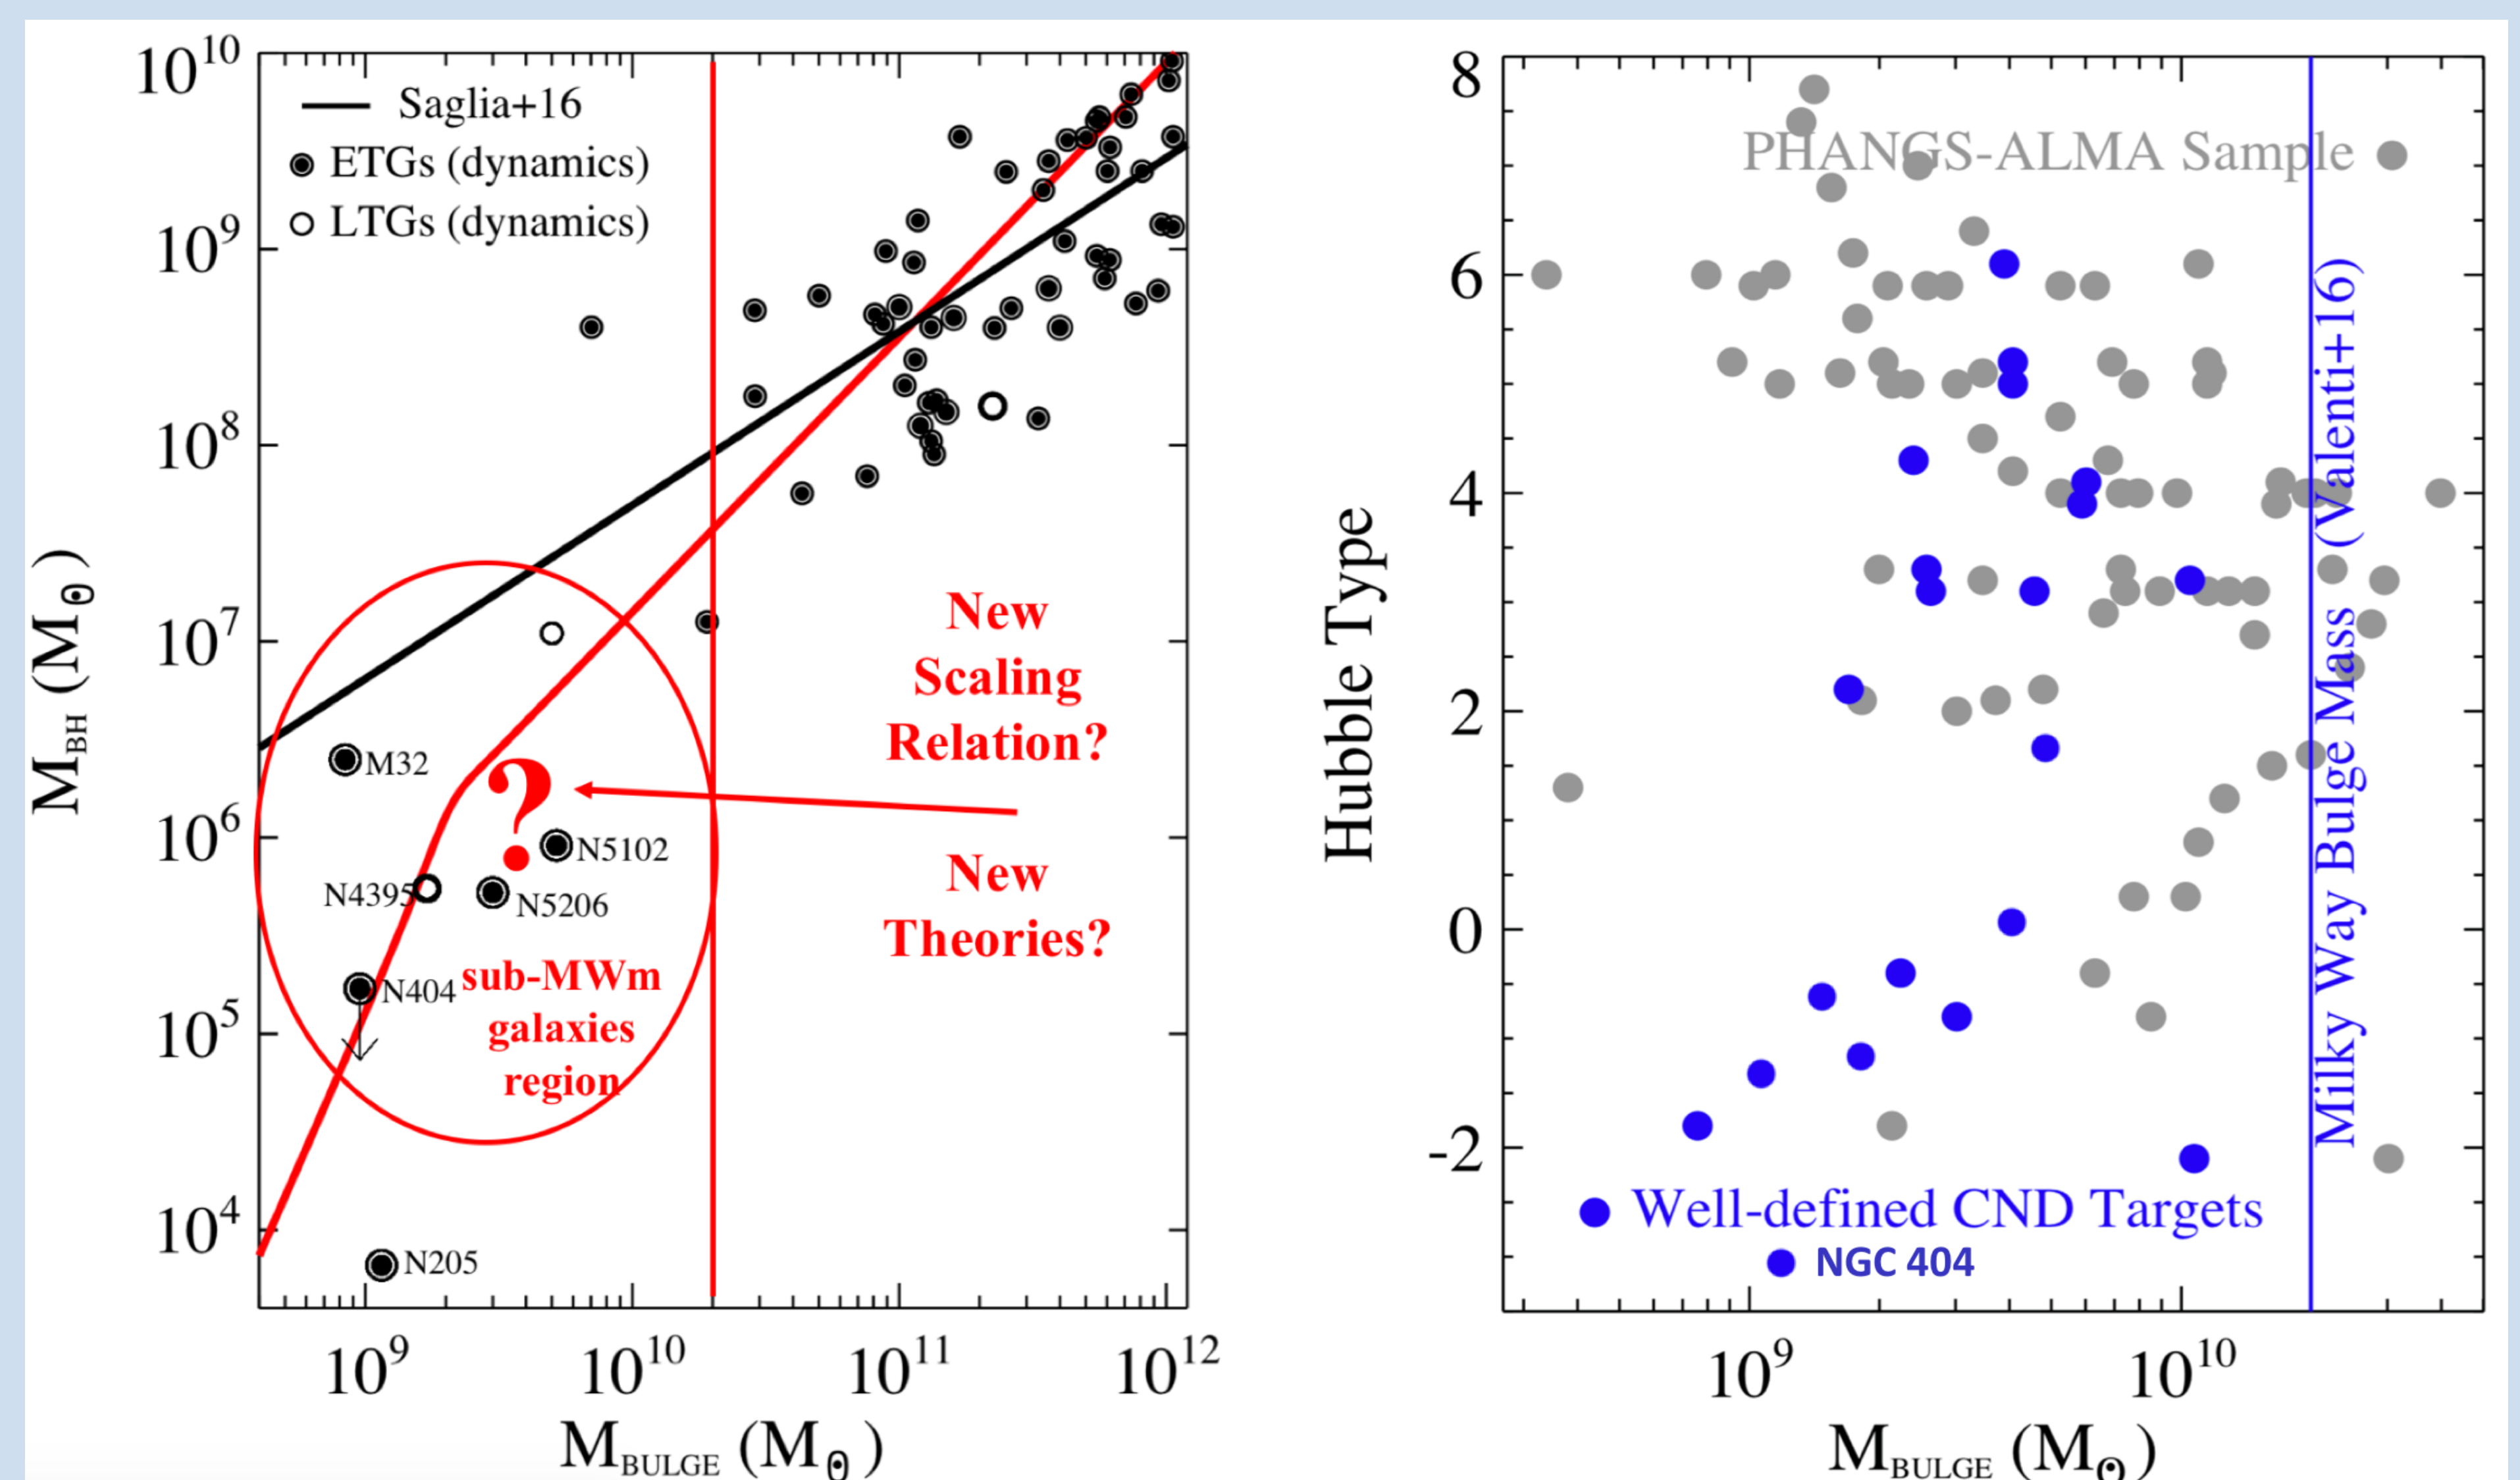 10^10
10^9
10^8
10^7
10^6
10^5
10^4
M_BH (M_⊙)
Saglia+16
ETGs (dynamics)
LTGs (dynamics)
M32
N5102
N4395
N5206
N404
N205
?
sub-MWm
galaxies
region
New
Scaling
Relation?
New
Theories?
10^9 10^10 10^11 10^12
M_BULGE (M_⊙)
8
6
4
2
0
-2
Hubble Type
PHANGS-ALMA Sample
Milky Way Bulge Mass (Valenti+16)
Well-defined CND Targets
NGC 404
10^9 10^10
M_BULGE (M_⊙)